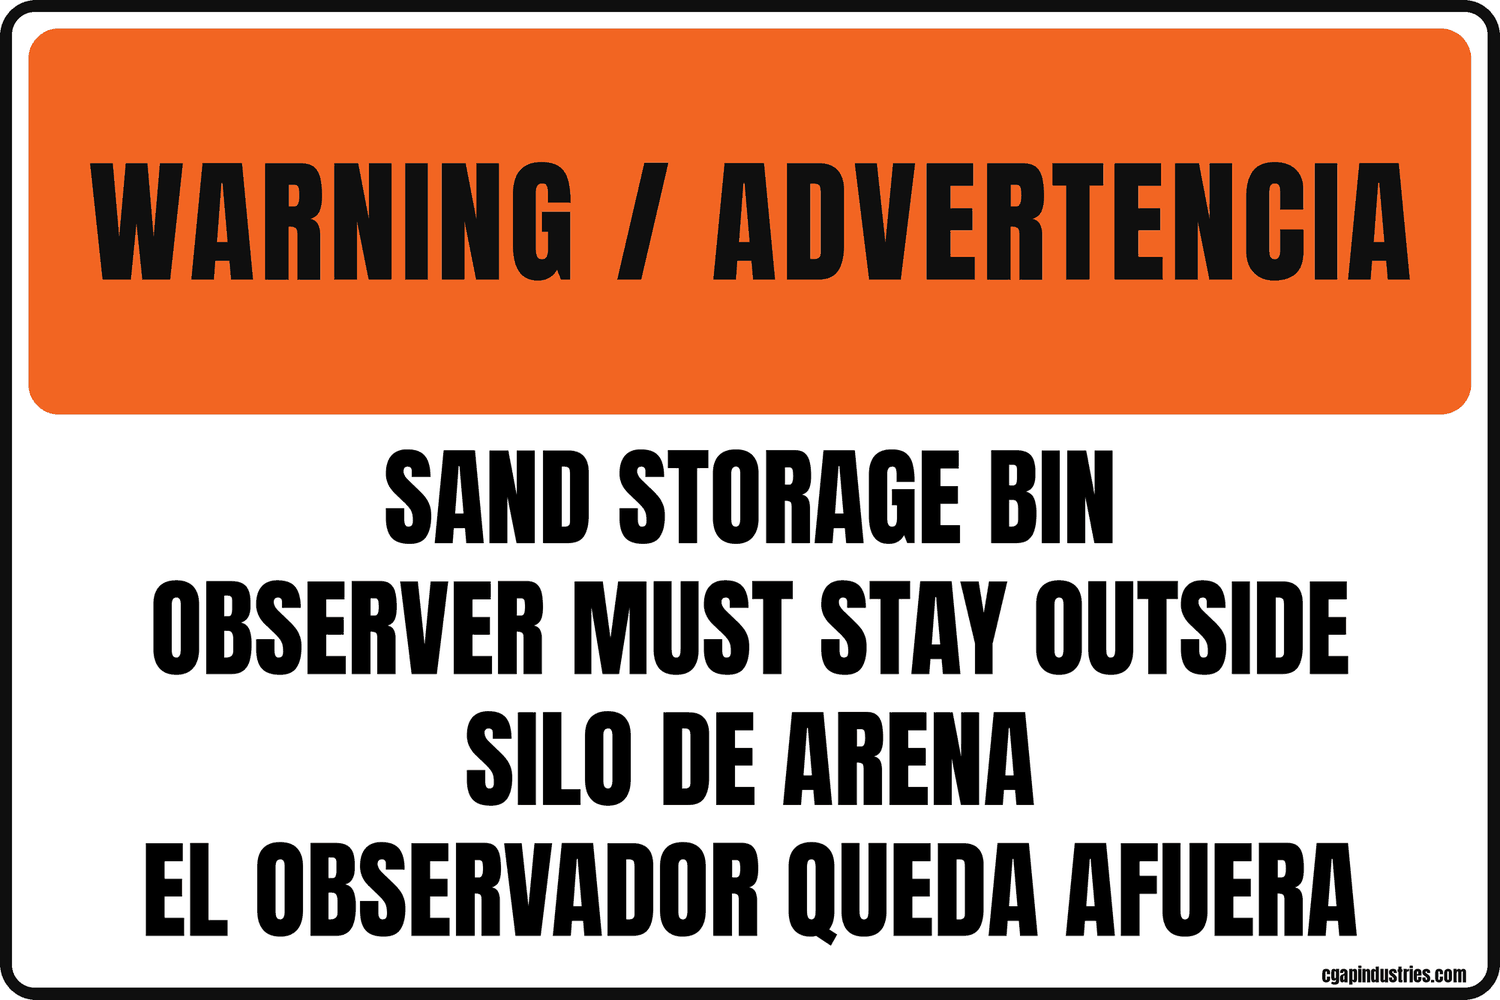 WARNING / ADVERTENCIA
SAND STORAGE BIN
OBSERVER MUST STAY OUTSIDE
SILO DE ARENA
EL OBSERVADOR QUEDA AFUERA
cgapindustries.com